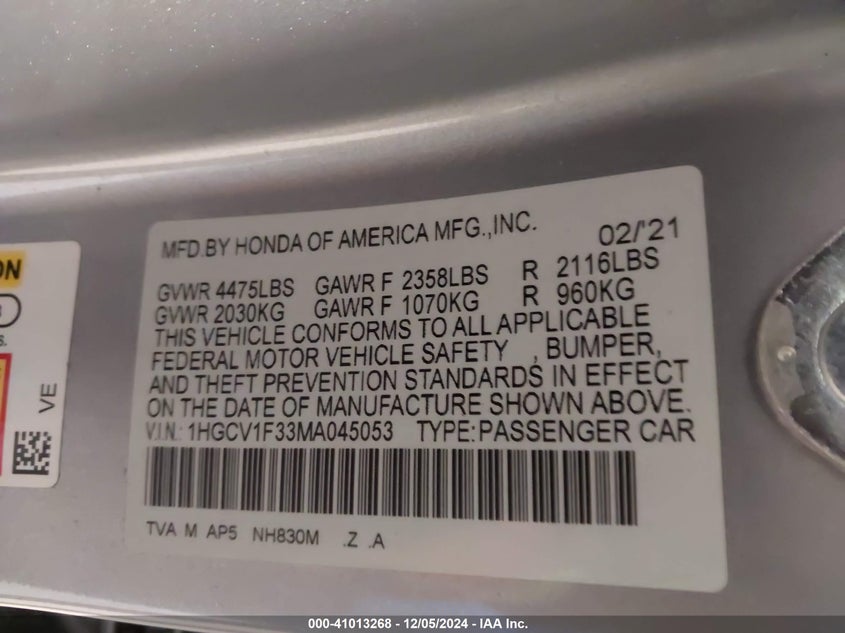 MFD.BY HONDA OF AMERICA MFG.,INC. 02/'21
GVWR 4475LBS GAWR F 2358LBS R 2116LBS
GVWR 2030KG GAWR F 1070KG R 960KG
THIS VEHICLE CONFORMS TO ALL APPLICABLE
FEDERAL MOTOR VEHICLE SAFETY , BUMPER,
AND THEFT PREVENTION STANDARDS IN EFFECT
ON THE DATE OF MANUFACTURE SHOWN ABOVE.
V.I.N.: 1HGCV1F33MA045053 TYPE:PASSENGER CAR
TVA M AP5 NH830M .Z .A
ON
s.
VE
000-41013268 - 12/05/2024 - IAA Inc.